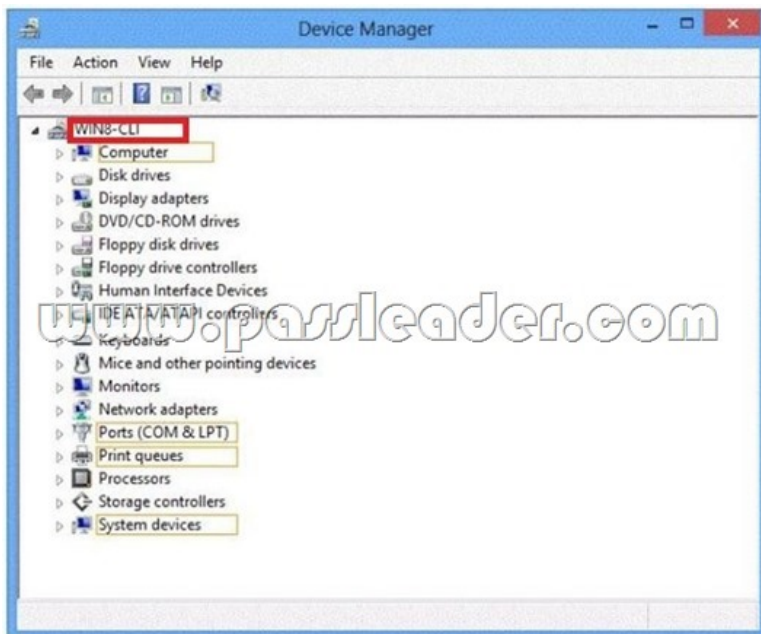 Device Manager
File Action View Help
WIN8-CLI
Computer
Disk drives
Display adapters
DVD/CD-ROM drives
Floppy disk drives
Floppy drive controllers
Human Interface Devices
IDE ATA/ATAPI controllers
www.passleader.com
Keyboards
Mice and other pointing devices
Monitors
Network adapters
Ports (COM & LPT)
Print queues
Processors
Storage controllers
System devices